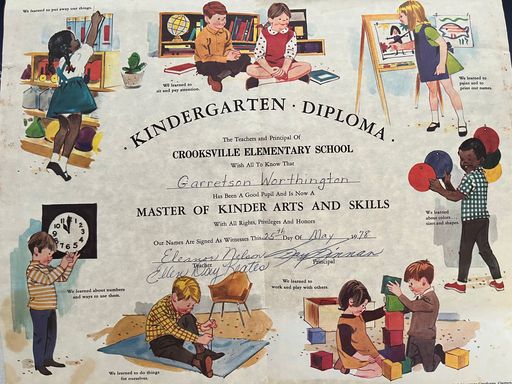 We learned to put away our things.
We learned to
sit and pay attention.
We learned to
paint and to
print our names.
KINDERGARTEN · DIPLOMA
The Teachers and Principal Of
CROOKSVILLE ELEMENTARY SCHOOL
Wish All To Know That
Garretson Worthington
Has Been A Good Pupil And Is Now A
MASTER OF KINDER ARTS AND SKILLS
With All Rights, Privileges And Honors
Our Names Are Signed As Witnesses This 25th Day Of May 1978
Eleanor Nelson
Teacher
Principal
Ellen Day Keates
We learned
about colors
sizes and shapes.
We learned about numbers
and ways to use them.
We learned to
work and play with others.
We learned to do things
for ourselves.